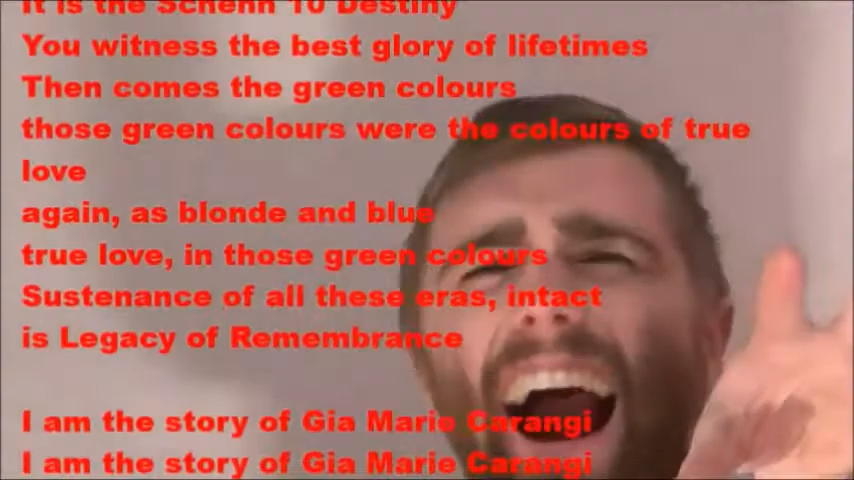 It is the Schenn 10 Destiny
You witness the best glory of lifetimes
Then comes the green colours
those green colours were the colours of true
love
again, as blonde and blue
true love, in those green colours
Sustenance of all these eras, intact
is Legacy of Remembrance
I am the story of Gia Marie Carangi
I am the story of Gia Marie Carangi